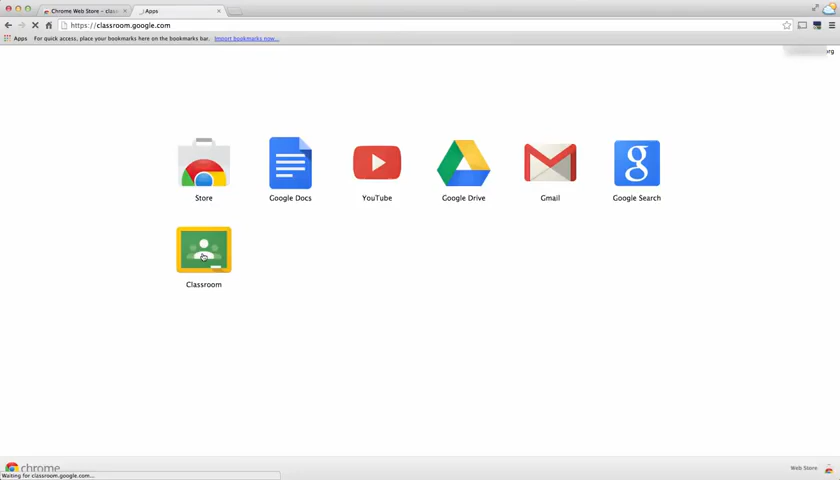 Chrome Web Store - clas
Apps
https://classroom.google.com
Apps
For quick access, place your bookmarks here on the bookmarks bar. Import bookmarks now...
org
Store
Google Docs
YouTube
Google Drive
Gmail
Google Search
g
Classroom
chrome
Web Store
Waiting for classroom.google.com...